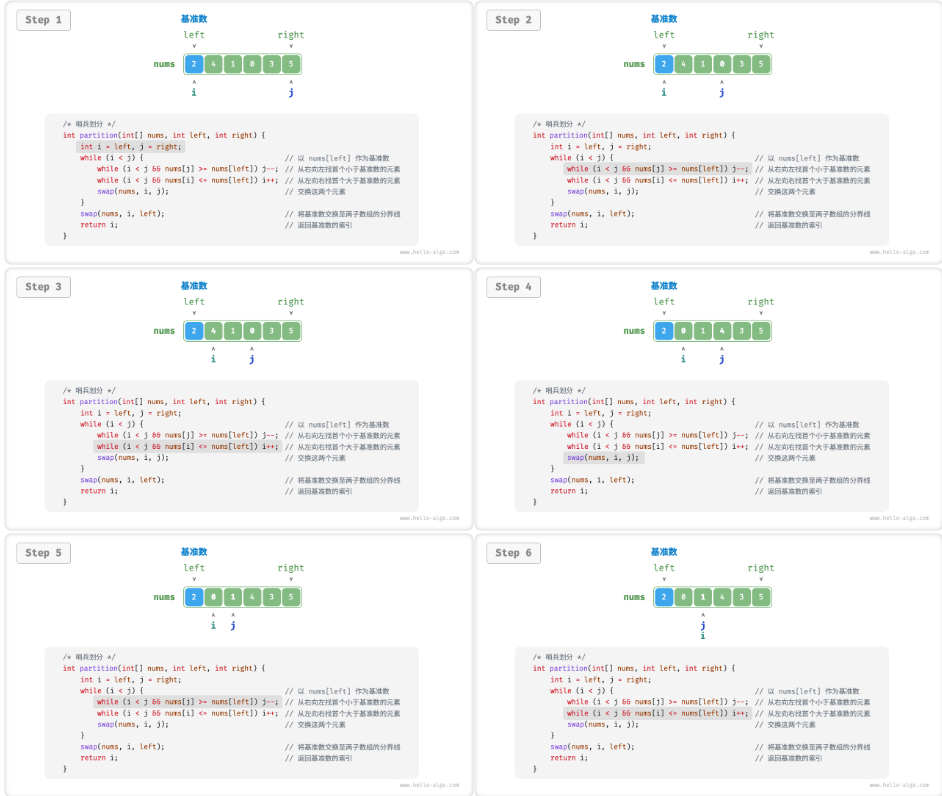 Step 1
基准数
left right
nums 2 4 1 0 3 5
i j
/* 哨兵划分 */
int partition(int[] nums, int left, int right) {
int i = left, j = right;
while (i < j) { // 以 nums[left] 作为基准数
while (i < j && nums[j] >= nums[left]) j--; // 从右向左找首个小于基准数的元素
while (i < j && nums[i] <= nums[left]) i++; // 从左向右找首个大于基准数的元素
swap(nums, i, j); // 交换这两个元素
}
swap(nums, i, left); // 将基准数交换至两子数组的分界线
return i; // 返回基准数的索引
}
www.hello-algo.com
Step 2
基准数
left right
nums 2 4 1 0 3 5
i j
/* 哨兵划分 */
int partition(int[] nums, int left, int right) {
int i = left, j = right;
while (i < j) { // 以 nums[left] 作为基准数
while (i < j && nums[j] >= nums[left]) j--; // 从右向左找首个小于基准数的元素
while (i < j && nums[i] <= nums[left]) i++; // 从左向右找首个大于基准数的元素
swap(nums, i, j); // 交换这两个元素
}
swap(nums, i, left); // 将基准数交换至两子数组的分界线
return i; // 返回基准数的索引
}
www.hello-algo.com
Step 3
基准数
left right
nums 2 4 1 0 3 5
i j
/* 哨兵划分 */
int partition(int[] nums, int left, int right) {
int i = left, j = right;
while (i < j) { // 以 nums[left] 作为基准数
while (i < j && nums[j] >= nums[left]) j--; // 从右向左找首个小于基准数的元素
while (i < j && nums[i] <= nums[left]) i++; // 从左向右找首个大于基准数的元素
swap(nums, i, j); // 交换这两个元素
}
swap(nums, i, left); // 将基准数交换至两子数组的分界线
return i; // 返回基准数的索引
}
www.hello-algo.com
Step 4
基准数
left right
nums 2 0 1 4 3 5
i j
/* 哨兵划分 */
int partition(int[] nums, int left, int right) {
int i = left, j = right;
while (i < j) { // 以 nums[left] 作为基准数
while (i < j && nums[j] >= nums[left]) j--; // 从右向左找首个小于基准数的元素
while (i < j && nums[i] <= nums[left]) i++; // 从左向右找首个大于基准数的元素
swap(nums, i, j); // 交换这两个元素
}
swap(nums, i, left); // 将基准数交换至两子数组的分界线
return i; // 返回基准数的索引
}
www.hello-algo.com
Step 5
基准数
left right
nums 2 0 1 4 3 5
i j
/* 哨兵划分 */
int partition(int[] nums, int left, int right) {
int i = left, j = right;
while (i < j) { // 以 nums[left] 作为基准数
while (i < j && nums[j] >= nums[left]) j--; // 从右向左找首个小于基准数的元素
while (i < j && nums[i] <= nums[left]) i++; // 从左向右找首个大于基准数的元素
swap(nums, i, j); // 交换这两个元素
}
swap(nums, i, left); // 将基准数交换至两子数组的分界线
return i; // 返回基准数的索引
}
www.hello-algo.com
Step 6
基准数
left right
nums 2 0 1 4 3 5
j
i
/* 哨兵划分 */
int partition(int[] nums, int left, int right) {
int i = left, j = right;
while (i < j) { // 以 nums[left] 作为基准数
while (i < j && nums[j] >= nums[left]) j--; // 从右向左找首个小于基准数的元素
while (i < j && nums[i] <= nums[left]) i++; // 从左向右找首个大于基准数的元素
swap(nums, i, j); // 交换这两个元素
}
swap(nums, i, left); // 将基准数交换至两子数组的分界线
return i; // 返回基准数的索引
}
www.hello-algo.com